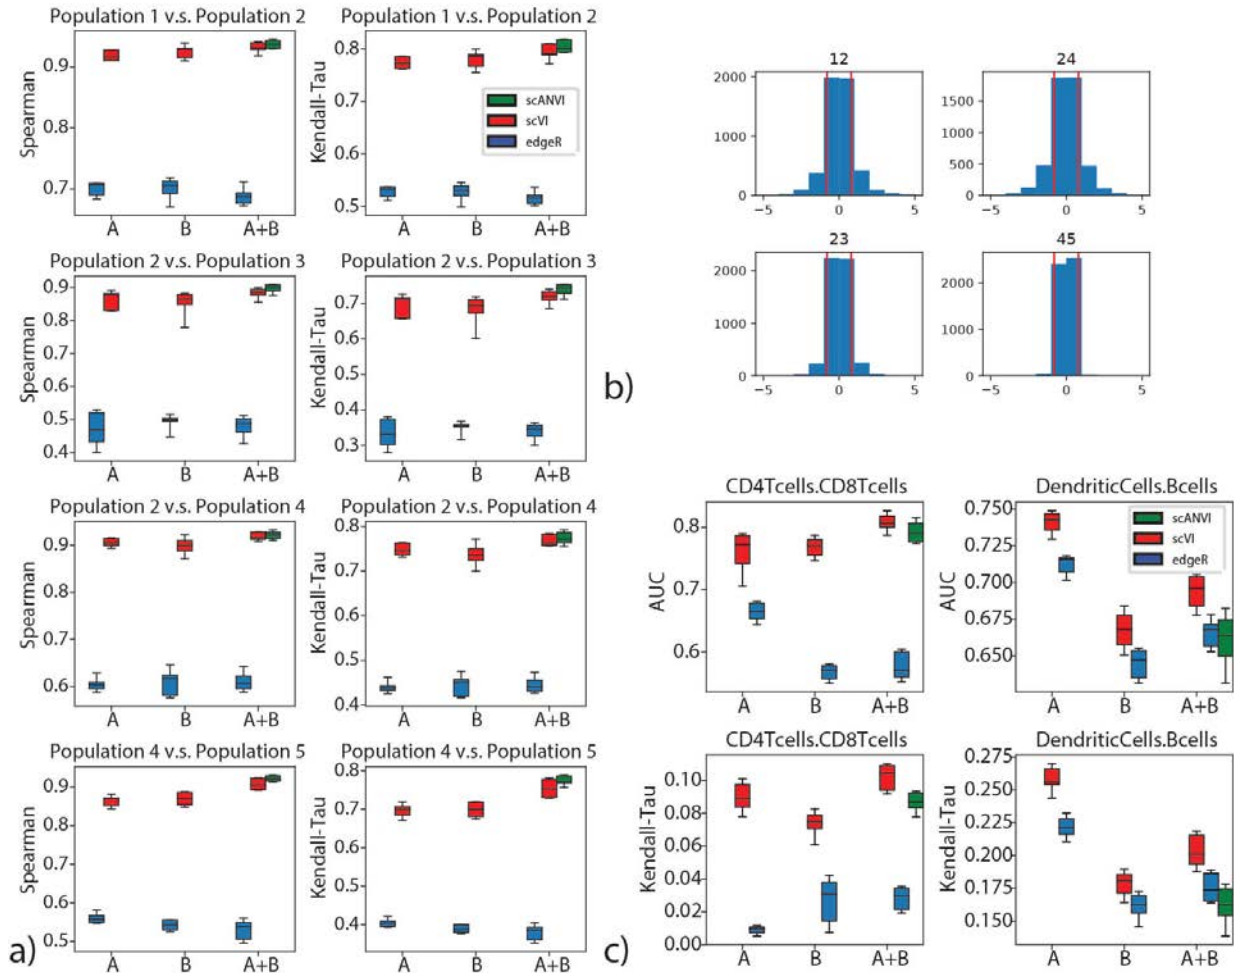 Population 1 v.s. Population 2
Spearman
0.9
0.8
0.7
A B A+B
Population 1 v.s. Population 2
Kendall-Tau
0.8
0.7
0.6
0.5
scANVI
scVI
edgeR
A B A+B
Population 2 v.s. Population 3
Spearman
0.9
0.8
0.7
0.6
0.5
0.4
A B A+B
Population 2 v.s. Population 3
Kendall-Tau
0.7
0.6
0.5
0.4
0.3
A B A+B
Population 2 v.s. Population 4
Spearman
0.9
0.8
0.7
0.6
A B A+B
Population 2 v.s. Population 4
Kendall-Tau
0.8
0.7
0.6
0.5
0.4
A B A+B
Population 4 v.s. Population 5
Spearman
0.9
0.8
0.7
0.6
0.5
A B A+B
Population 4 v.s. Population 5
Kendall-Tau
0.8
0.7
0.6
0.5
0.4
A B A+B
a)
12
2000
1000
0
−5 0 5
24
1500
1000
500
0
−5 0 5
23
2000
1000
0
−5 0 5
45
2000
1000
0
−5 0 5
b)
CD4Tcells.CD8Tcells
AUC
0.8
0.7
0.6
A B A+B
DendriticCells.Bcells
AUC
0.750
0.725
0.700
0.675
0.650
scANVI
scVI
edgeR
A B A+B
CD4Tcells.CD8Tcells
Kendall-Tau
0.10
0.08
0.06
0.04
0.02
0.00
A B A+B
DendriticCells.Bcells
Kendall-Tau
0.275
0.250
0.225
0.200
0.175
0.150
A B A+B
c)